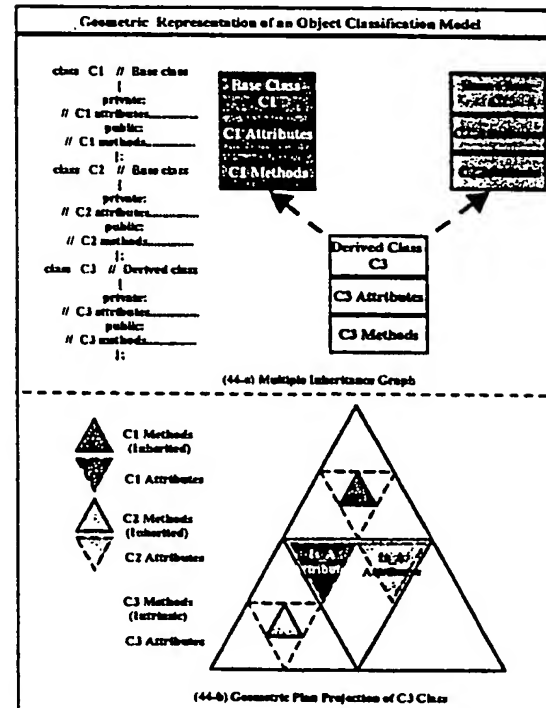 Geometric Representation of an Object Classification Model
class C1 // Base class
{
private:
// C1 attributes..............
public:
// C1 methods..............
};
class C2 // Base class
{
private:
// C2 attributes..............
public:
// C2 methods..............
};
class C3 // Derived class
{
private:
// C3 attributes..............
public:
// C3 methods..............
};
Base Class
C1
C1 Attributes
C1 Methods
Derived Class
C3
C3 Attributes
C3 Methods
(44-a) Multiple Inheritance Graph
C1 Methods
(Inherited)
C1 Attributes
C2 Methods
(Inherited)
C2 Attributes
C3 Methods
(Intrinsic)
C3 Attributes
Is A
Is A
Attributes
(44-b) Geometric Plan Projection of C3 Class